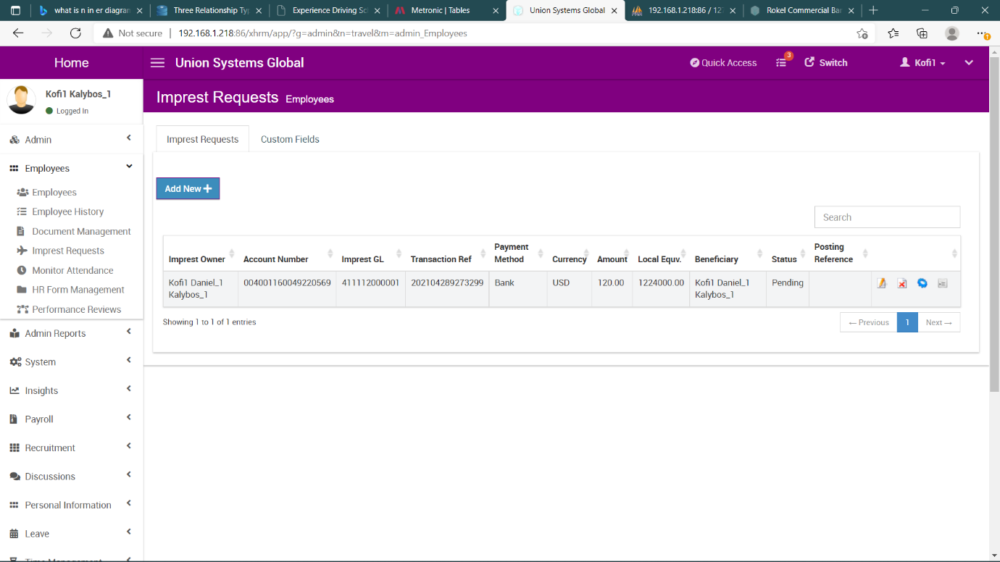 what is n in er diagram
Three Relationship Ty
Experience Driving Sch
Metronic | Tables
Union Systems Global
192.168.1.218:86 / 12
Rokel Commercial Ba
Not secure
192.168.1.218:86/xhrm/app/?g=admin&n=travel&m=admin_Employees
Home
Union Systems Global
Quick Access
3
Switch
Kofi1
Kofi1 Kalybos_1
Logged In
Imprest Requests Employees
Admin
Employees
Employees
Employee History
Document Management
Imprest Requests
Monitor Attendance
HR Form Management
Performance Reviews
Admin Reports
System
Insights
Payroll
Recruitment
Discussions
Personal Information
Leave
Time Management
Imprest Requests
Custom Fields
Add New +
Search
Imprest Owner Account Number Imprest GL Transaction Ref Payment Method Currency Amount Local Equv. Beneficiary Status Posting Reference
Kofi1 Daniel_1 Kalybos_1 004001160049220569 411112000001 202104289273299 Bank USD 120.00 1224000.00 Kofi1 Daniel_1 Kalybos_1 Pending
Showing 1 to 1 of 1 entries
← Previous 1 Next →